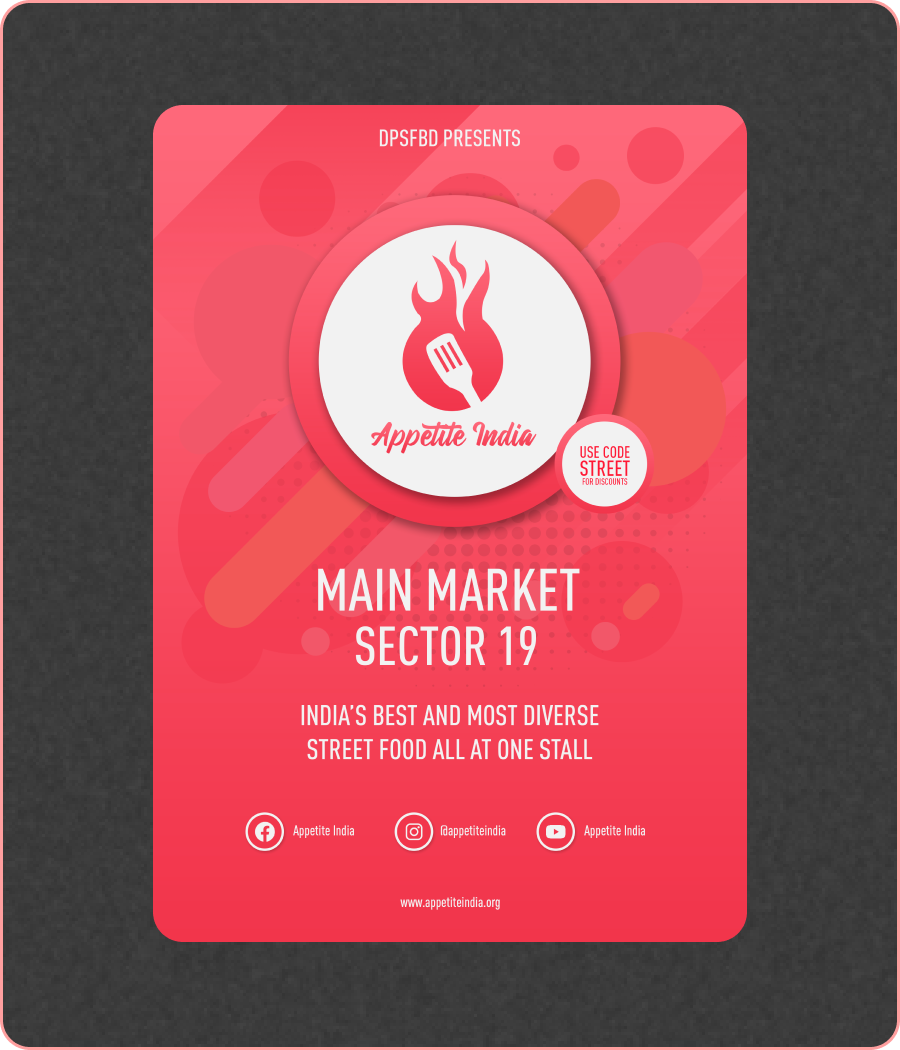 DPSFBD PRESENTS
Appetite India
USE CODE
STREET
FOR DISCOUNTS
MAIN MARKET
SECTOR 19
INDIA’S BEST AND MOST DIVERSE
STREET FOOD ALL AT ONE STALL
Appetite India @appetiteindia Appetite India
www.appetiteindia.org